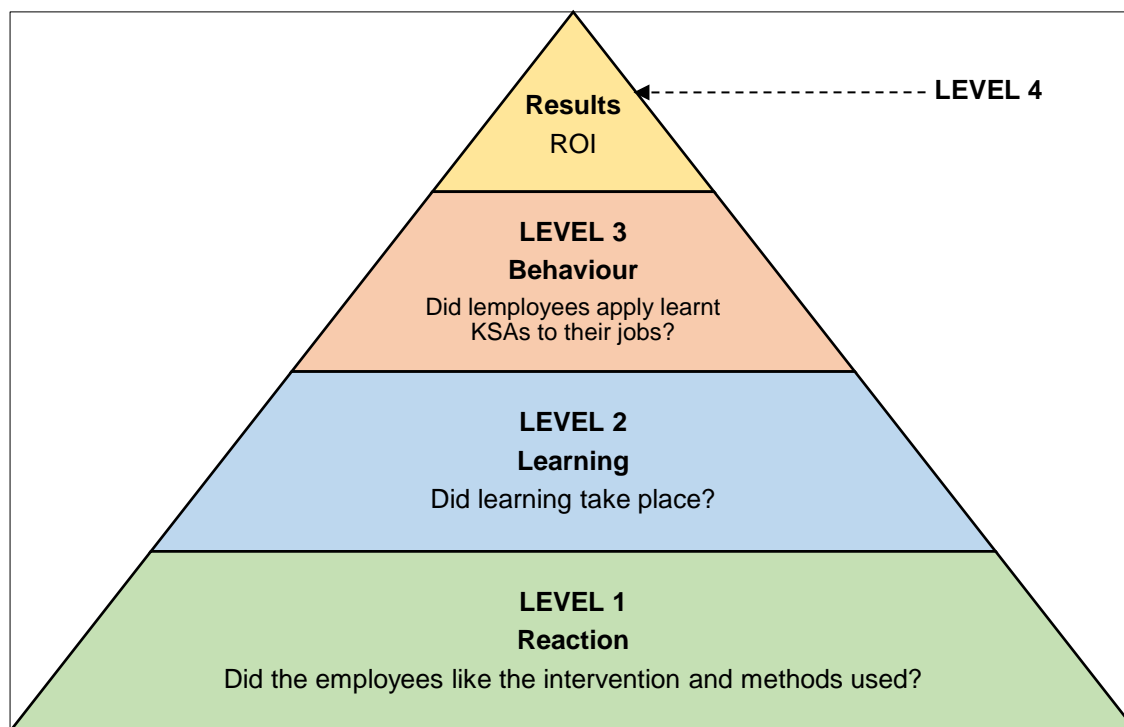 LEVEL 4
Results
ROI
LEVEL 3
Behaviour
Did lemployees apply learnt
KSAs to their jobs?
LEVEL 2
Learning
Did learning take place?
LEVEL 1
Reaction
Did the employees like the intervention and methods used?